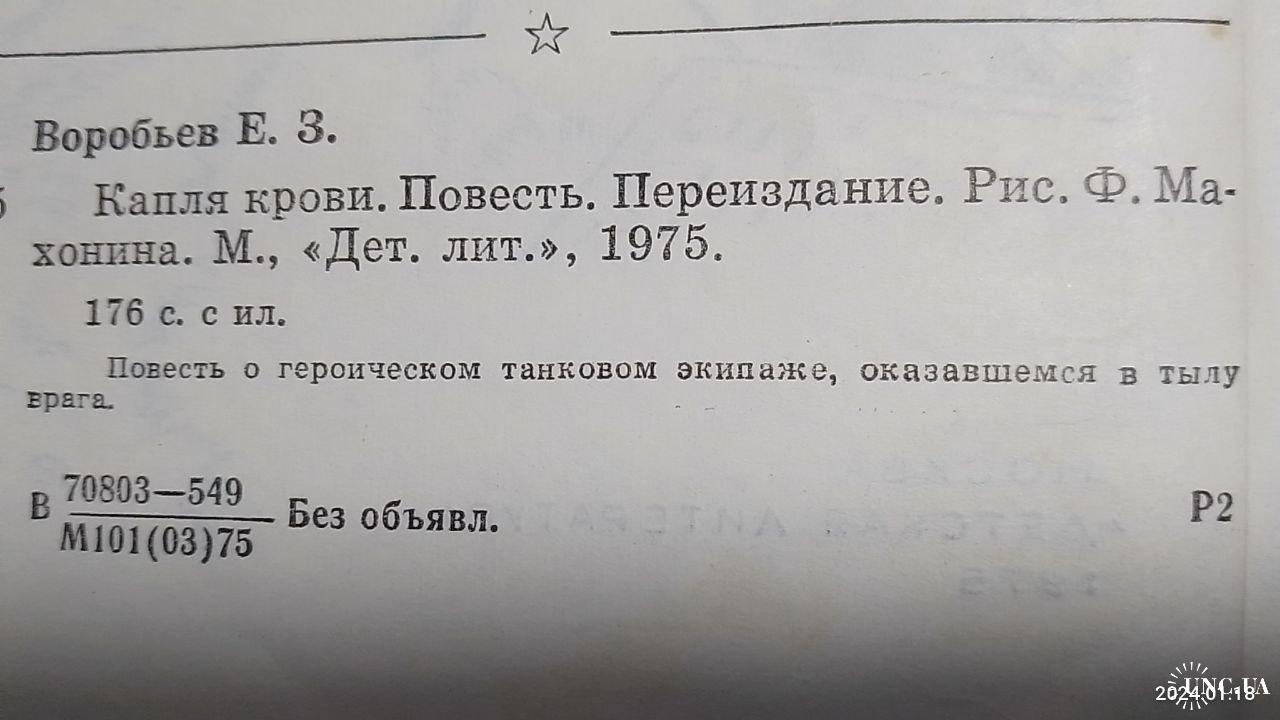 Воробьев Е. З.
Капля крови. Повесть. Переиздание. Рис. Ф. Ма-
хонина. М., «Дет. лит.», 1975.
176 с. с ил.
Повесть о героическом танковом экипаже, оказавшемся в тылу
врага.
В 70803—549
М101(03)75 Без объявл.
Р2
UNC.UA
2024.01.18